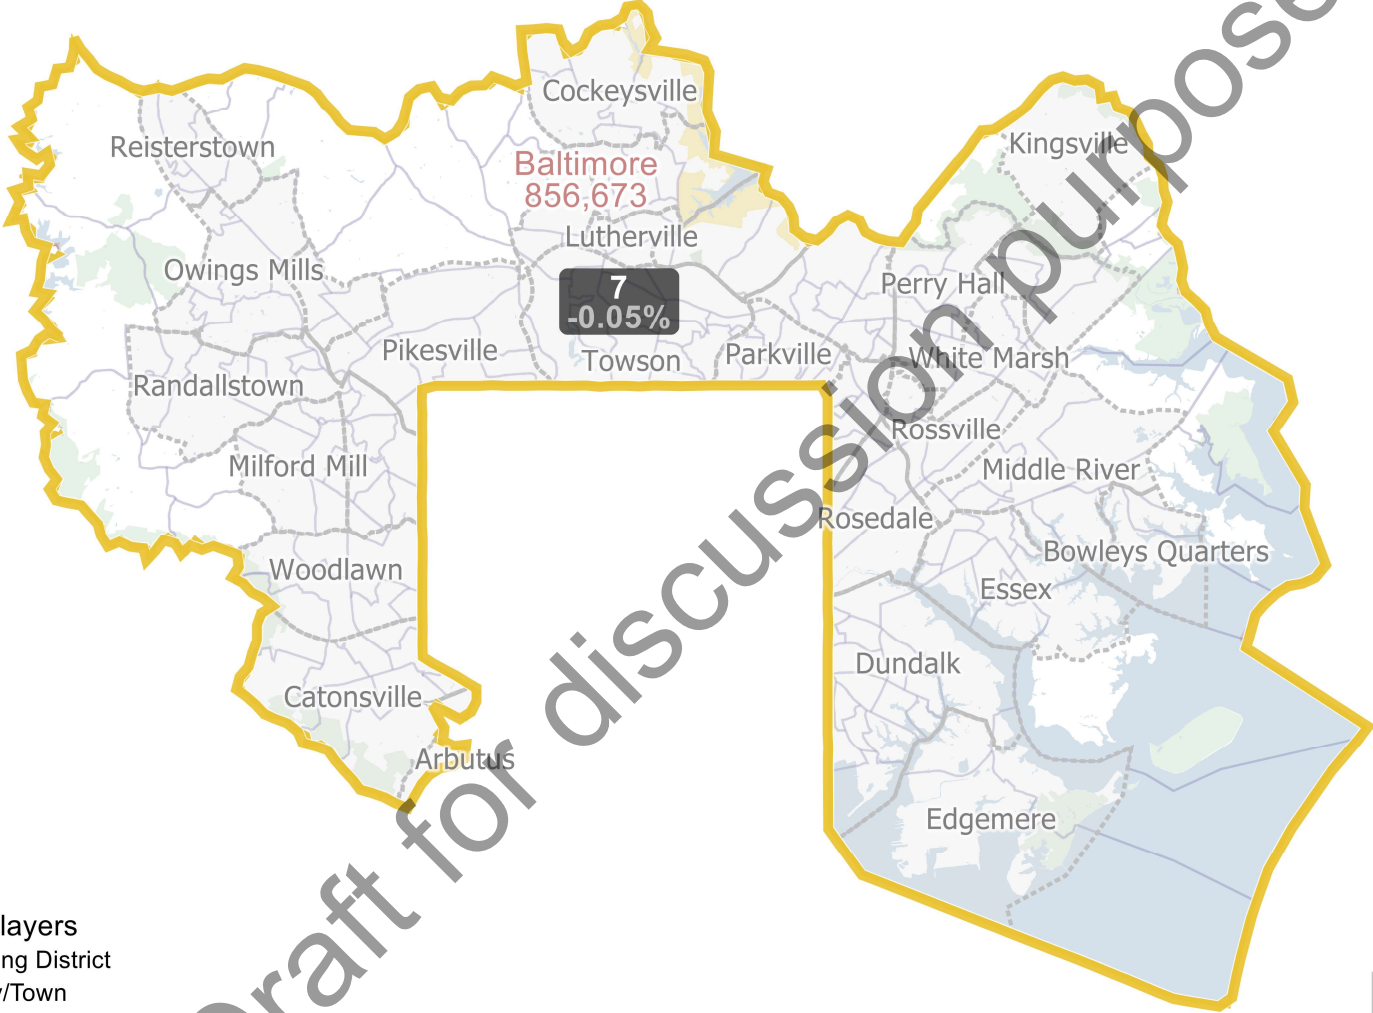 Cockeysville
Kingsville
Reisterstown
Baltimore
856,673
Lutherville
Owings Mills
7
-0.05%
Perry Hall
Pikesville
Towson
Parkville
White Marsh
Randallstown
Rossville
Milford Mill
Middle River
Rosedale
Bowleys Quarters
Woodlawn
Essex
Dundalk
Catonsville
Arbutus
Edgemere
Draft for discussion purpose
layers
ng District
/Town